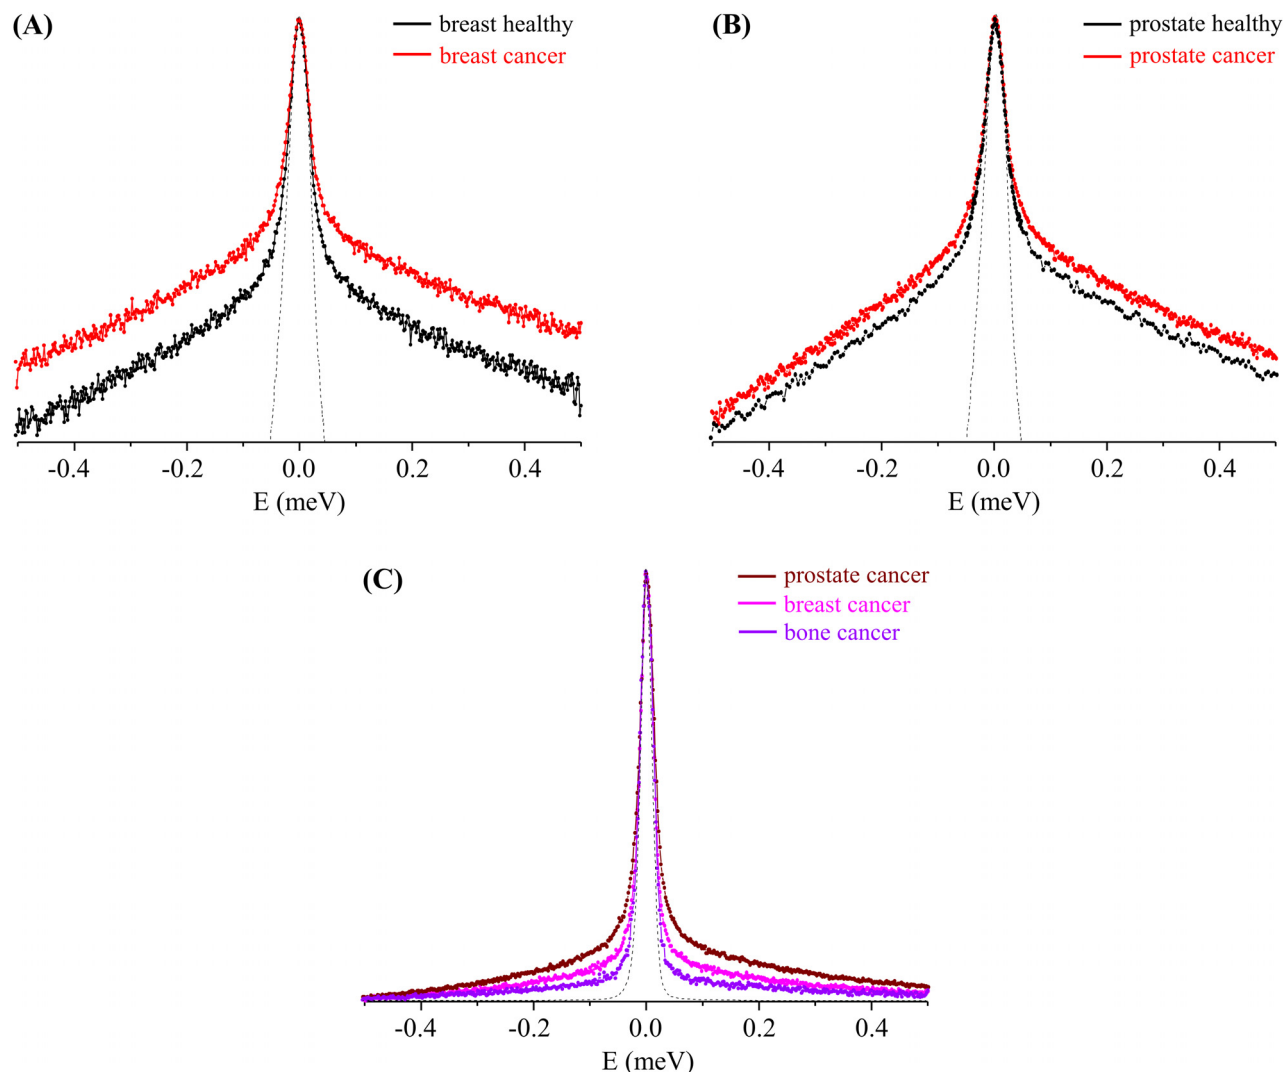 (A)
breast healthy
breast cancer
-0.4 -0.2 0.0 0.2 0.4
E (meV)
(B)
prostate healthy
prostate cancer
-0.4 -0.2 0.0 0.2 0.4
E (meV)
(C)
prostate cancer
breast cancer
bone cancer
-0.4 -0.2 0.0 0.2 0.4
E (meV)